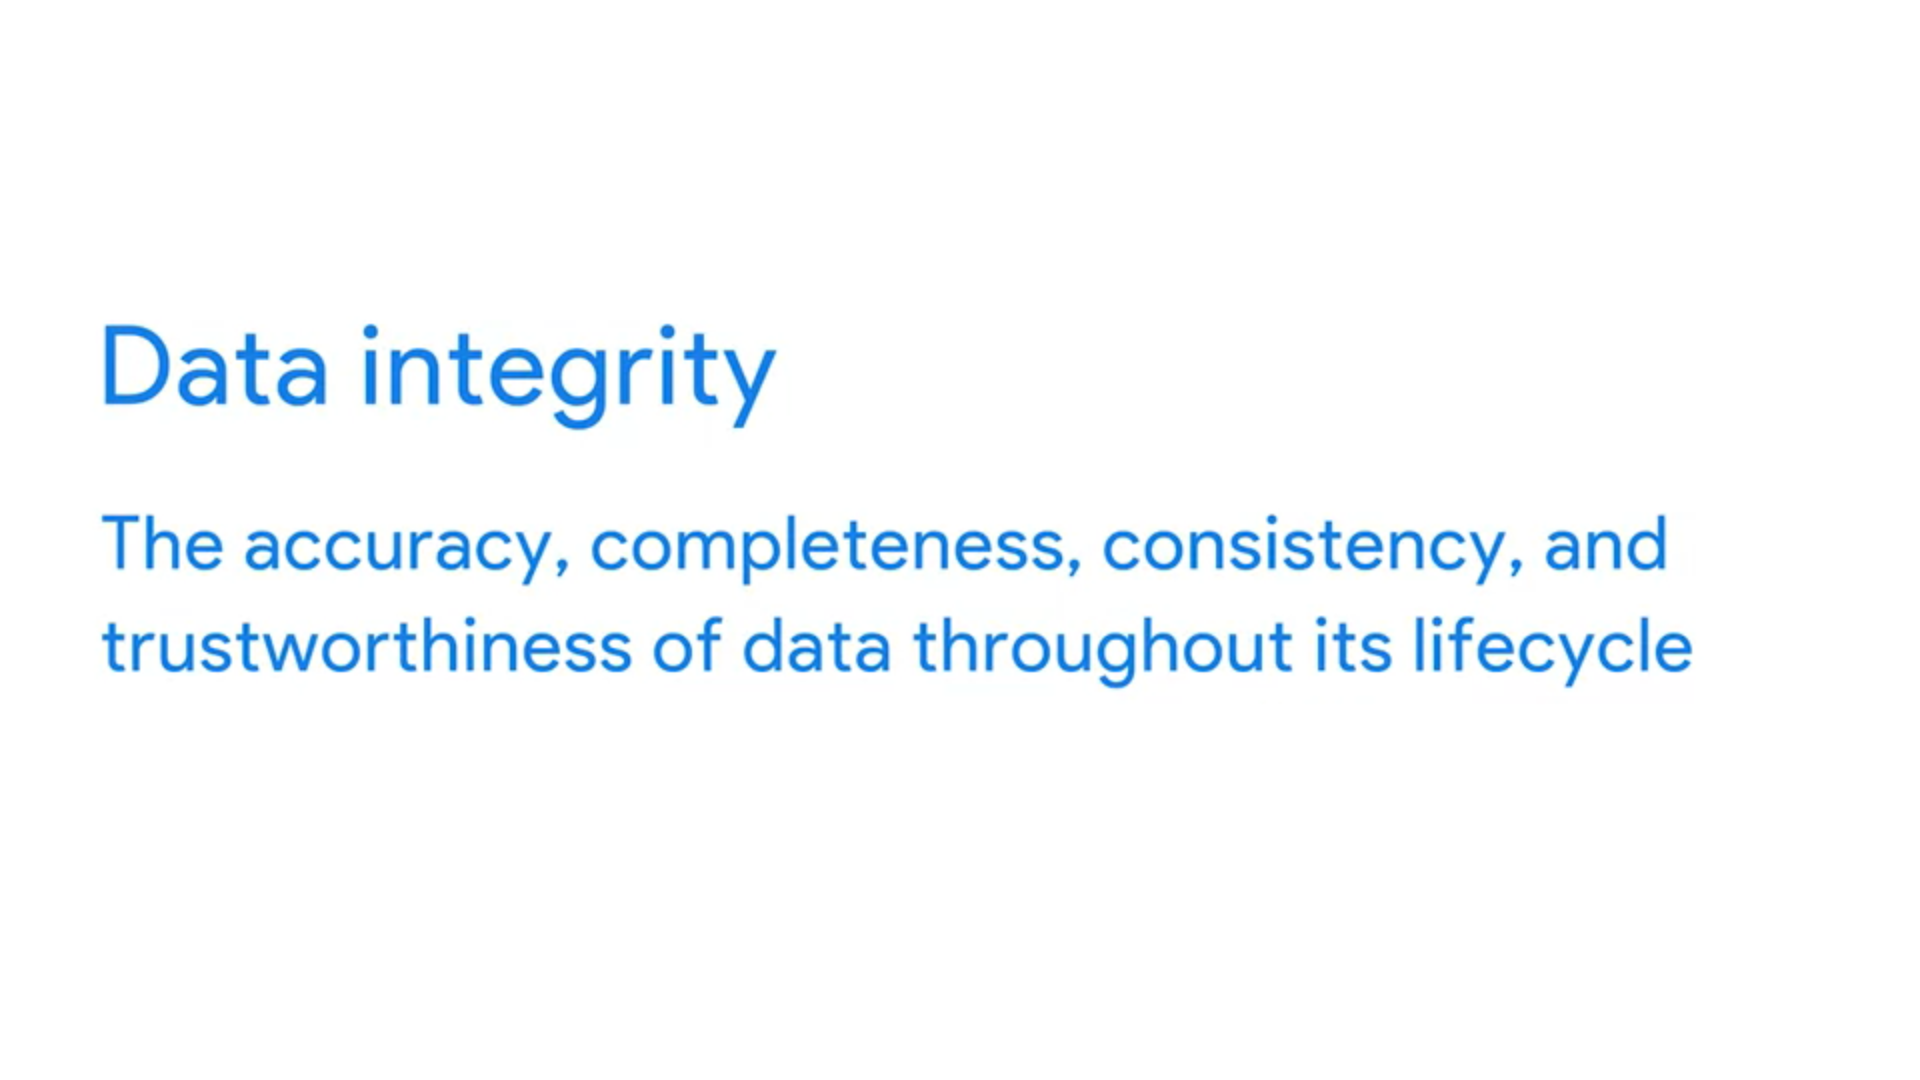 Data integrity
The accuracy, completeness, consistency, and
trustworthiness of data throughout its lifecycle